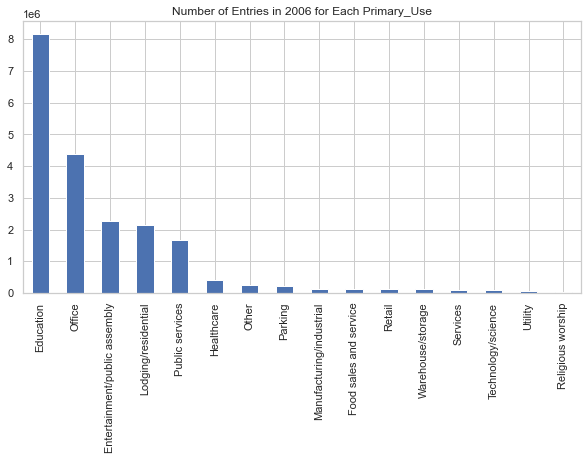 Number of Entries in 2006 for Each Primary_Use
1e6
8
7
6
5
4
3
2
1
0
Education
Office
Entertainment/public assembly
Lodging/residential
Public services
Healthcare
Other
Parking
Manufacturing/industrial
Food sales and service
Retail
Warehouse/storage
Services
Technology/science
Utility
Religious worship